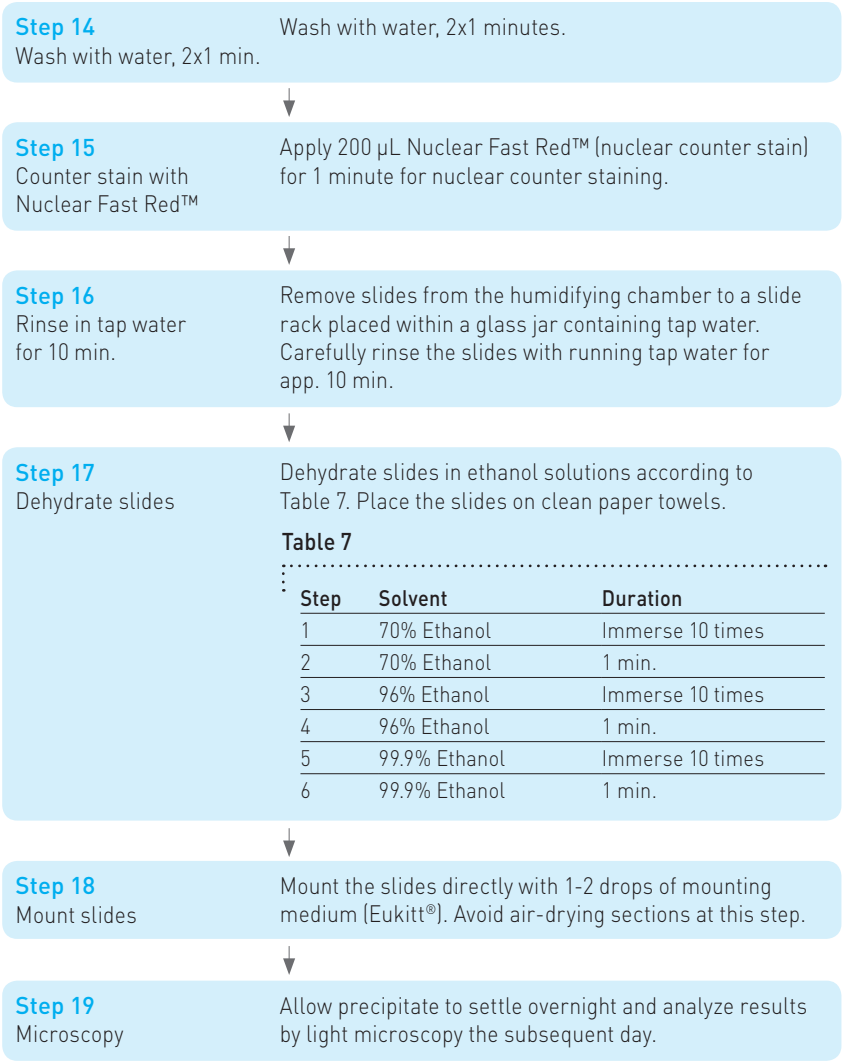 Step 14
Wash with water, 2x1 min.
Wash with water, 2x1 minutes.
Step 15
Counter stain with
Nuclear Fast Red™
Apply 200 µL Nuclear Fast Red™ (nuclear counter stain)
for 1 minute for nuclear counter staining.
Step 16
Rinse in tap water
for 10 min.
Remove slides from the humidifying chamber to a slide
rack placed within a glass jar containing tap water.
Carefully rinse the slides with running tap water for
app. 10 min.
Step 17
Dehydrate slides
Dehydrate slides in ethanol solutions according to
Table 7. Place the slides on clean paper towels.
Table 7
Step Solvent Duration
1 70% Ethanol Immerse 10 times
2 70% Ethanol 1 min.
3 96% Ethanol Immerse 10 times
4 96% Ethanol 1 min.
5 99.9% Ethanol Immerse 10 times
6 99.9% Ethanol 1 min.
Step 18
Mount slides
Mount the slides directly with 1-2 drops of mounting
medium (Eukitt®). Avoid air-drying sections at this step.
Step 19
Microscopy
Allow precipitate to settle overnight and analyze results
by light microscopy the subsequent day.